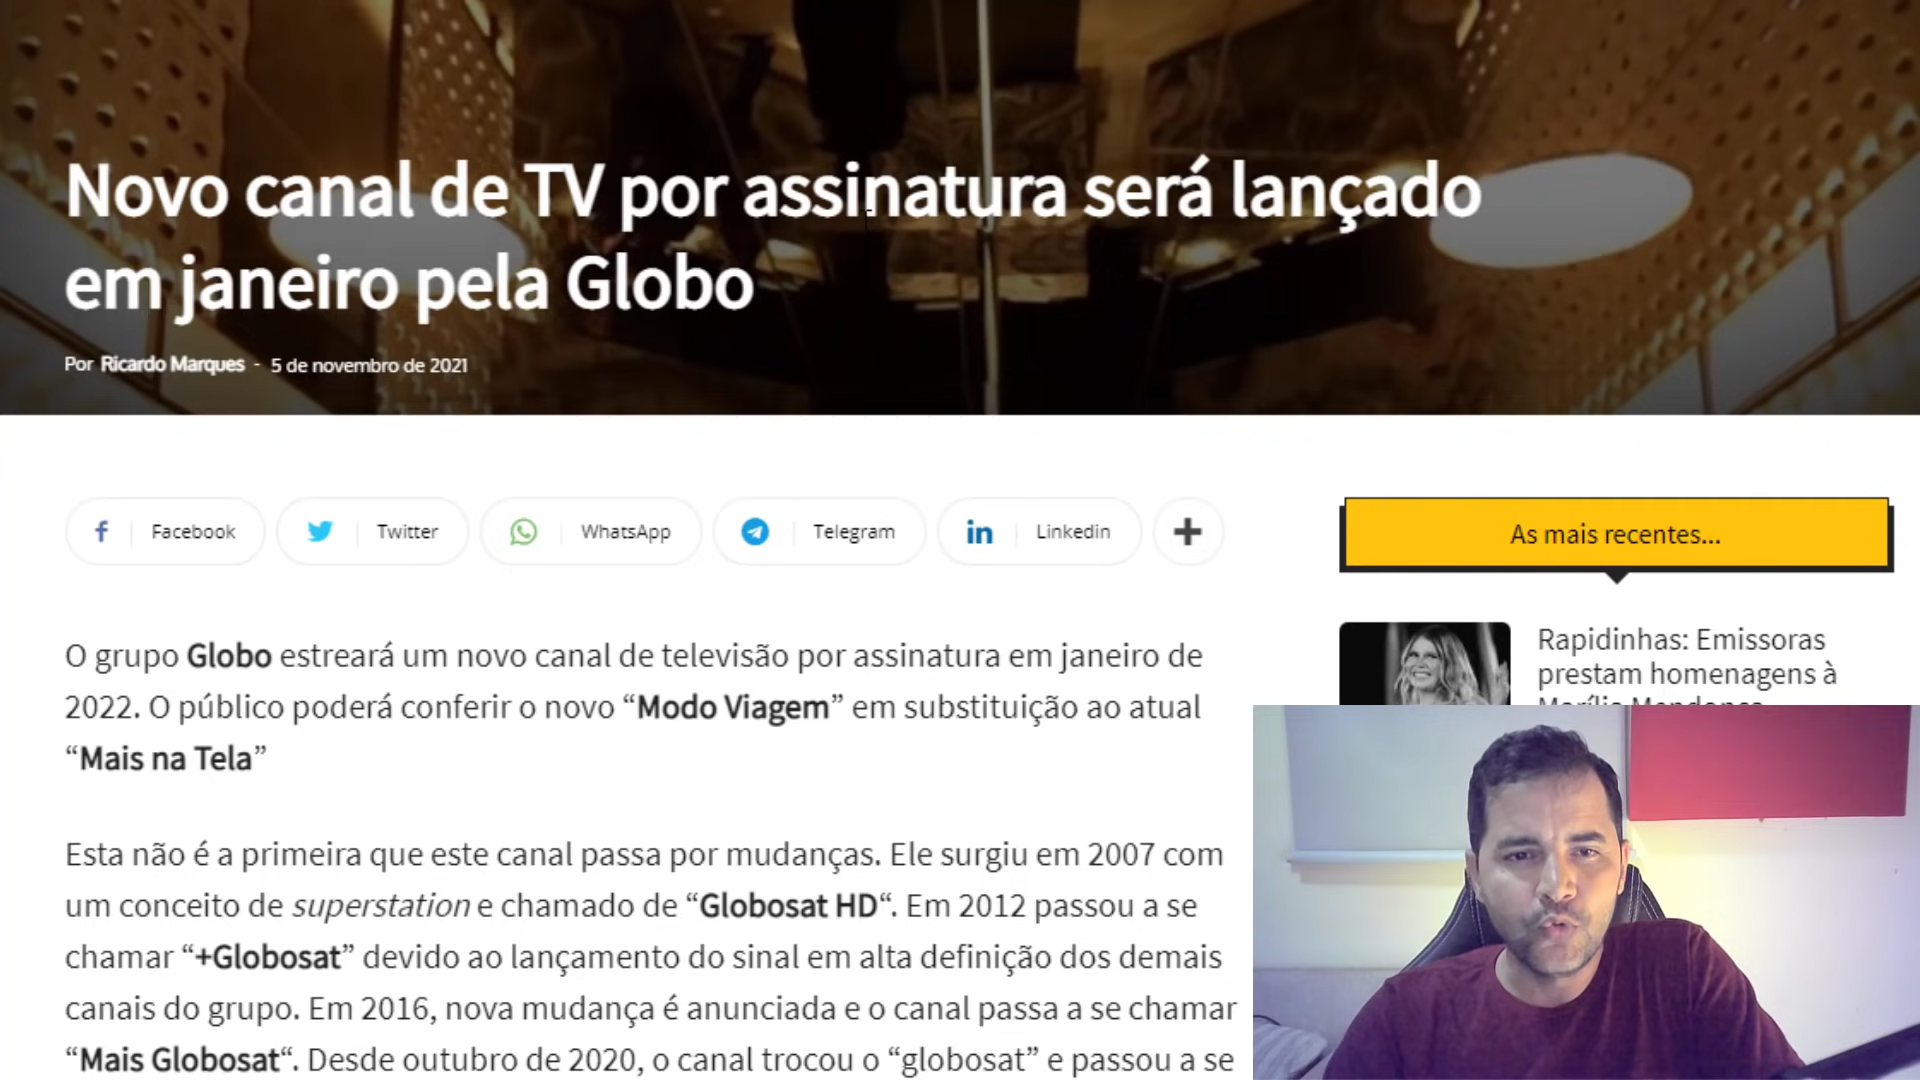 Novo canal de TV por assinatura será lançado
em janeiro pela Globo
Por Ricardo Marques - 5 de novembro de 2021
Facebook
Twitter
WhatsApp
Telegram
Linkedin
As mais recentes...
O grupo Globo estreará um novo canal de televisão por assinatura em janeiro de
2022. O público poderá conferir o novo “Modo Viagem” em substituição ao atual
“Mais na Tela”
Esta não é a primeira que este canal passa por mudanças. Ele surgiu em 2007 com
um conceito de superstation e chamado de “Globosat HD“. Em 2012 passou a se
chamar “+Globosat” devido ao lançamento do sinal em alta definição dos demais
canais do grupo. Em 2016, nova mudança é anunciada e o canal passa a se chamar
“Mais Globosat“. Desde outubro de 2020, o canal trocou o “globosat” e passou a se
Rapidinhas: Emissoras
prestam homenagens à
Marília Mendonça